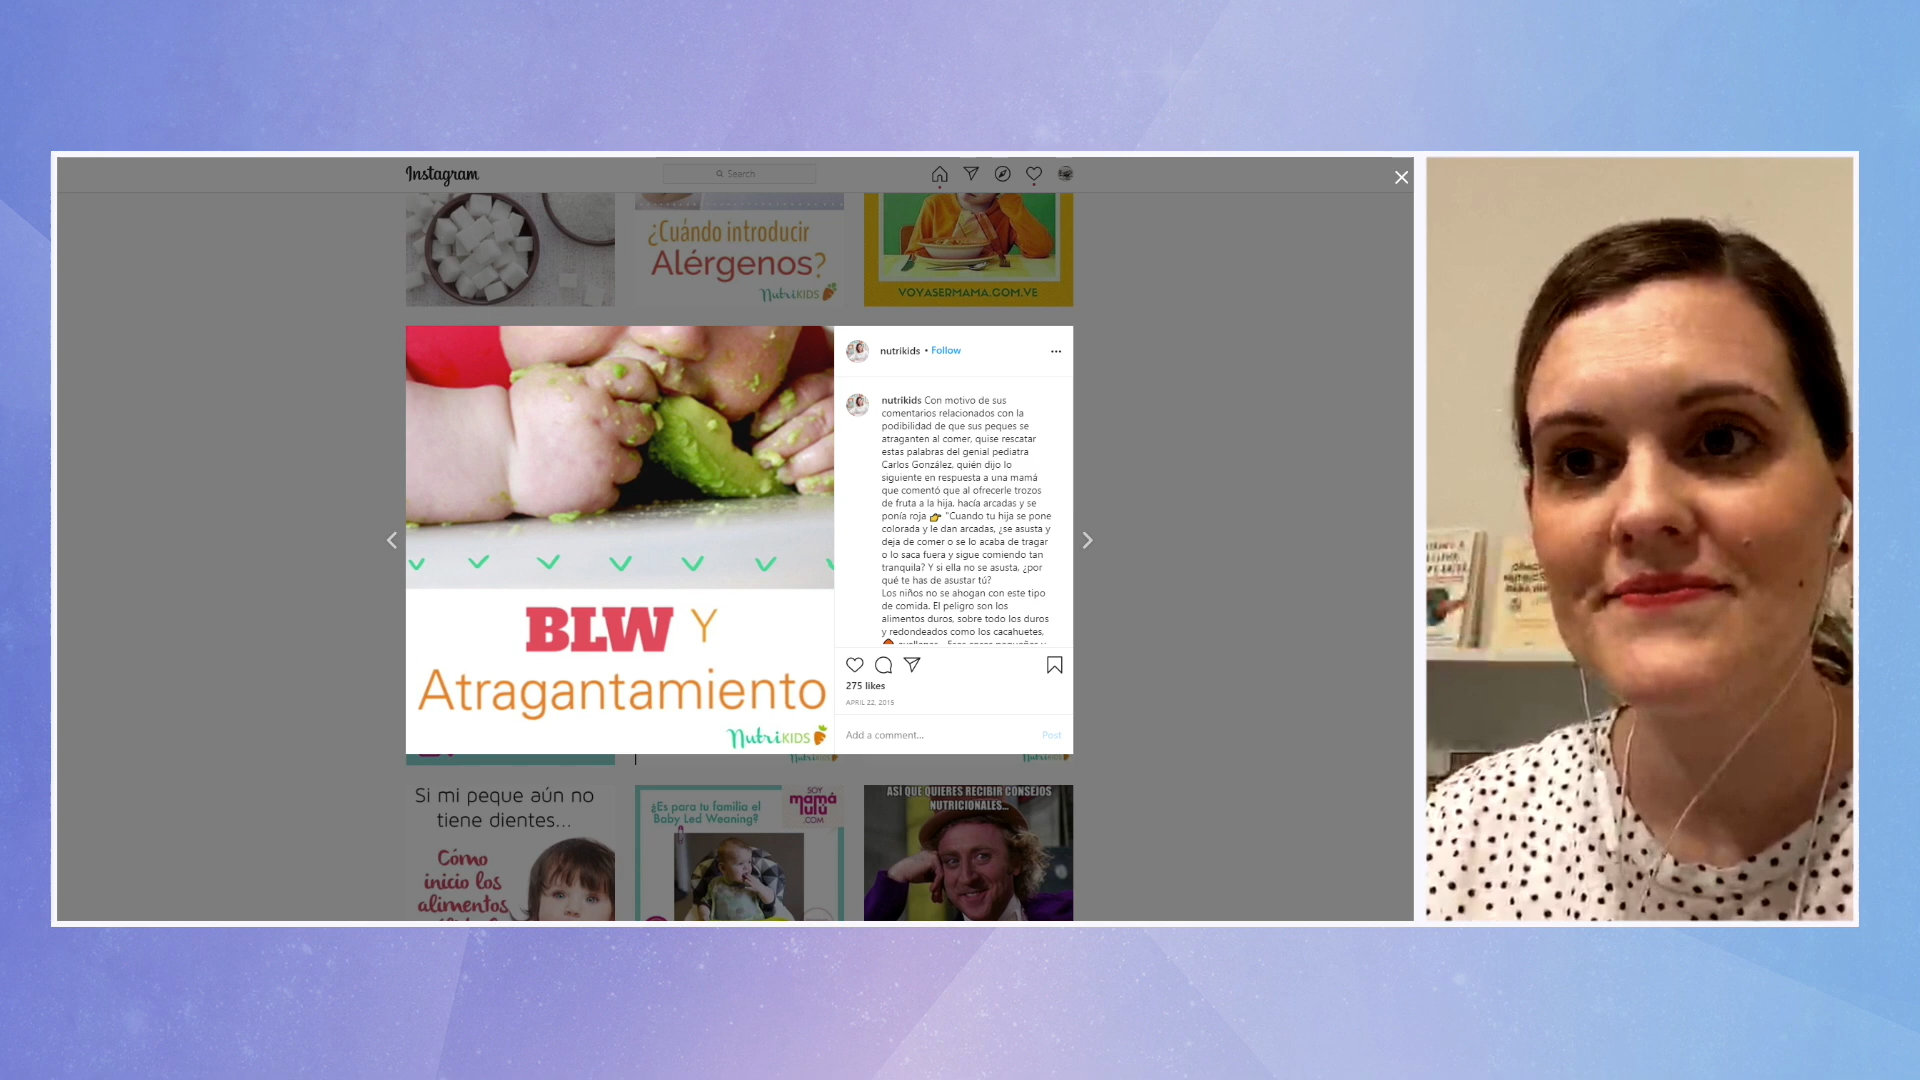 Instagram
Search
¿Cuándo introducir
Alérgenos?
NutriKIDS
VOYASERMAMA.COM.VE
BLW Y
Atragantamiento
NutriKIDS
nutrikids • Follow
nutrikids Con motivo de sus
comentarios relacionados con la
podibilidad de que sus peques se
atraganten al comer, quise rescatar
estas palabras del genial pediatra
Carlos González, quién dijo lo
siguiente en respuesta a una mamá
que comentó que al ofrecerle trozos
de fruta a la hija, hacía arcadas y se
ponía roja 👉 "Cuando tu hija se pone
colorada y le dan arcadas, ¿se asusta y
deja de comer o se lo acaba de tragar
o lo saca fuera y sigue comiendo tan
tranquila? Y si ella no se asusta, ¿por
qué te has de asustar tú?
Los niños no se ahogan con este tipo
de comida. El peligro son los
alimentos duros, sobre todo los duros
y redondeados como los cacahuetes,
275 likes
APRIL 22, 2015
Add a comment...
Post
Si mi peque aún no
tiene dientes...
Cómo
inicio los
alimentos
¿Es para tu familia el
Baby Led Weaning?
SOY
mamá
lulú
.COM
ASI QUE QUIERES RECIBIR CONSEJOS
NUTRICIONALES...